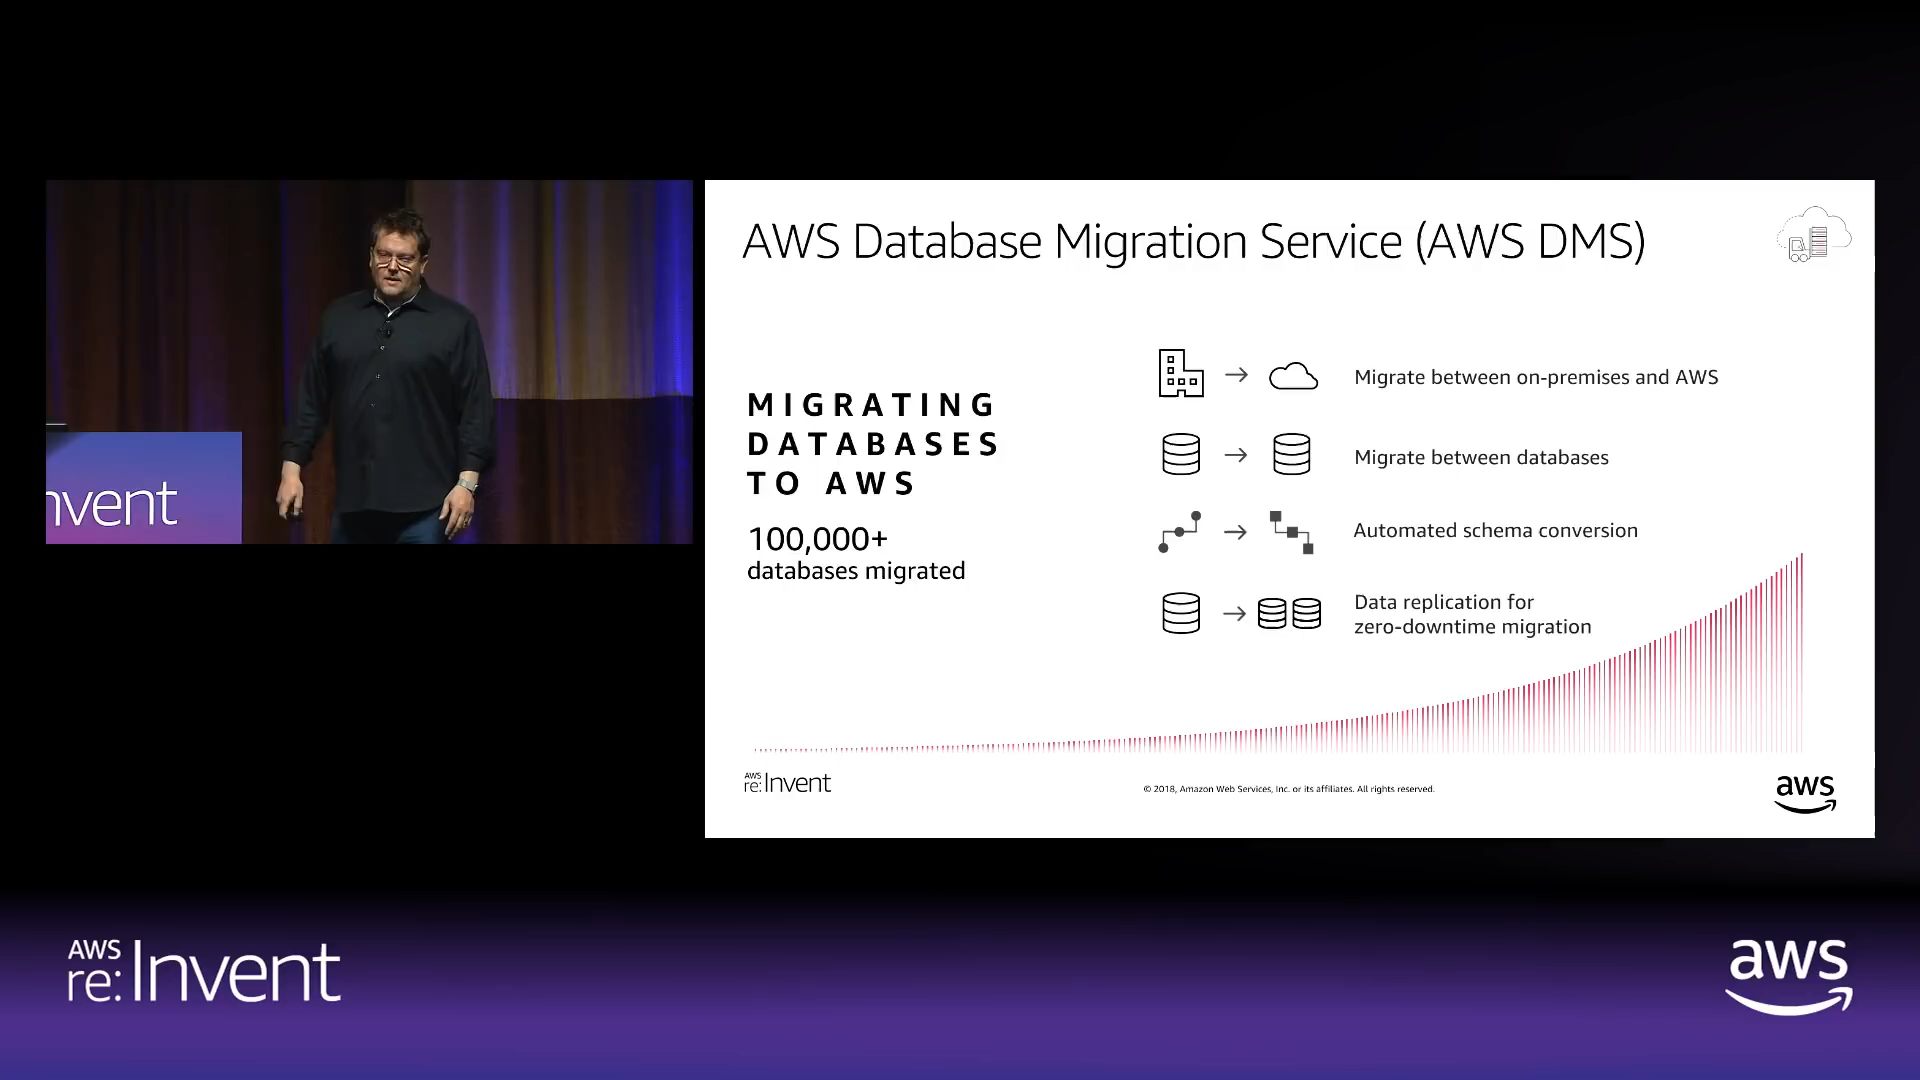 nvent
AWS Database Migration Service (AWS DMS)
MIGRATING
DATABASES
TO AWS
100,000+
databases migrated
Migrate between on-premises and AWS
Migrate between databases
Automated schema conversion
Data replication for
zero-downtime migration
AWS
re:Invent
© 2018, Amazon Web Services, Inc. or its affiliates. All rights reserved.
aws
AWS
re:Invent
aws